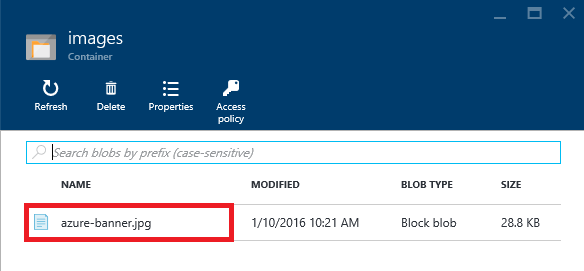 images
Container
Refresh
Delete
Properties
Access
policy
Search blobs by prefix (case-sensitive)
NAME MODIFIED BLOB TYPE SIZE
azure-banner.jpg 1/10/2016 10:21 AM Block blob 28.8 KB